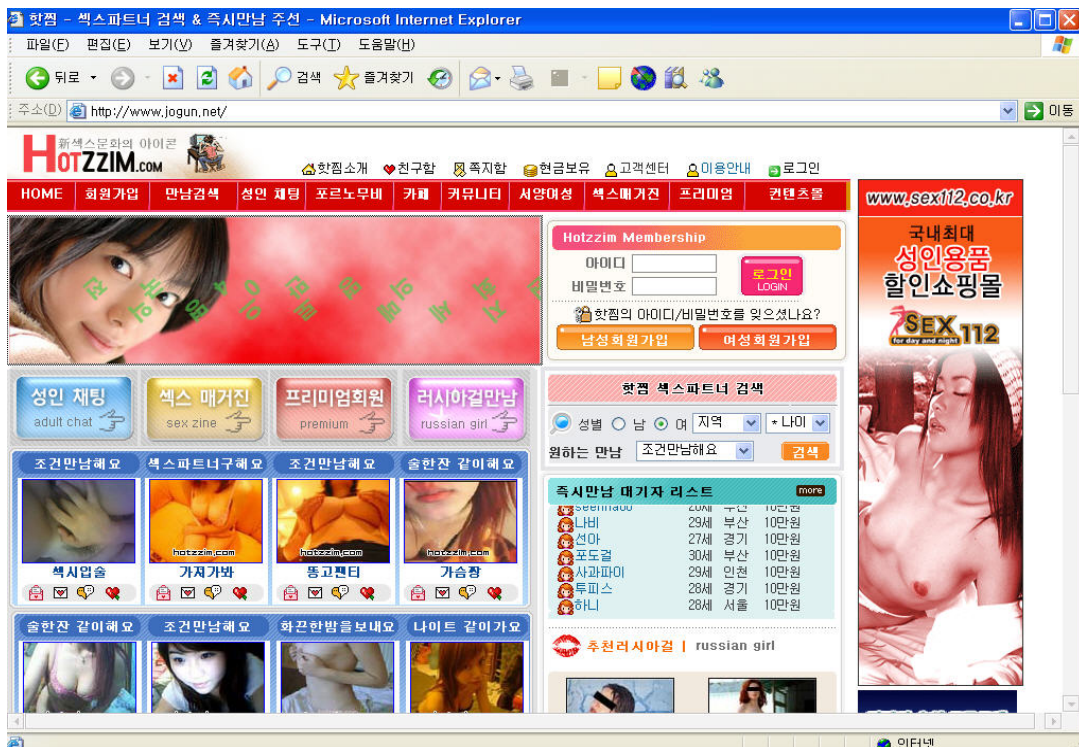 핫찜 - 섹스파트너 검색 & 즉시만남 주선 - Microsoft Internet Explorer
파일(F) 편집(E) 보기(V) 즐겨찾기(A) 도구(T) 도움말(H)
뒤로 검색 즐겨찾기
주소(D) http://www.jogun.net/ 이동
新섹스문화의 아이콘
HOTZZIM.COM
핫찜소개 친구함 쪽지함 현금보유 고객센터 이용안내 로그인
HOME 회원가입 만남검색 성인 채팅 포르노무비 카페 커뮤니티 서양여성 섹스매거진 프리미엄 컨텐츠몰
Hotzzim Membership
아이디
비밀번호
로그인
LOGIN
핫찜의 아이디/비밀번호를 잊으셨나요?
남성회원가입 여성회원가입
성인 채팅
adult chat
섹스 매거진
sex zine
프리미엄회원
premium
러시아걸만남
russian girl
핫찜 섹스파트너 검색
성별 남 여 지역 * 나이
원하는 만남 조건만남해요 검색
조건만남해요 섹스파트너구해요 조건만남해요 술한잔 같이해요
hotzzim.com hotzzim.com hotzzim.com
섹시입술 가져가봐 똥고팬티 가슴짱
즉시만남 대기자 리스트 more
나비 29세 부산 10만원
선아 27세 경기 10만원
포도걸 30세 부산 10만원
사과파이 29세 인천 10만원
투피스 28세 경기 10만원
하니 28세 서울 10만원
술한잔 같이해요 조건만남해요 화끈한밤을보내요 나이트 같이가요
추천러시아걸 | russian girl
www.sex112.co.kr
국내최대
성인용품
할인쇼핑몰
SEX 112
for day and night
인터넷